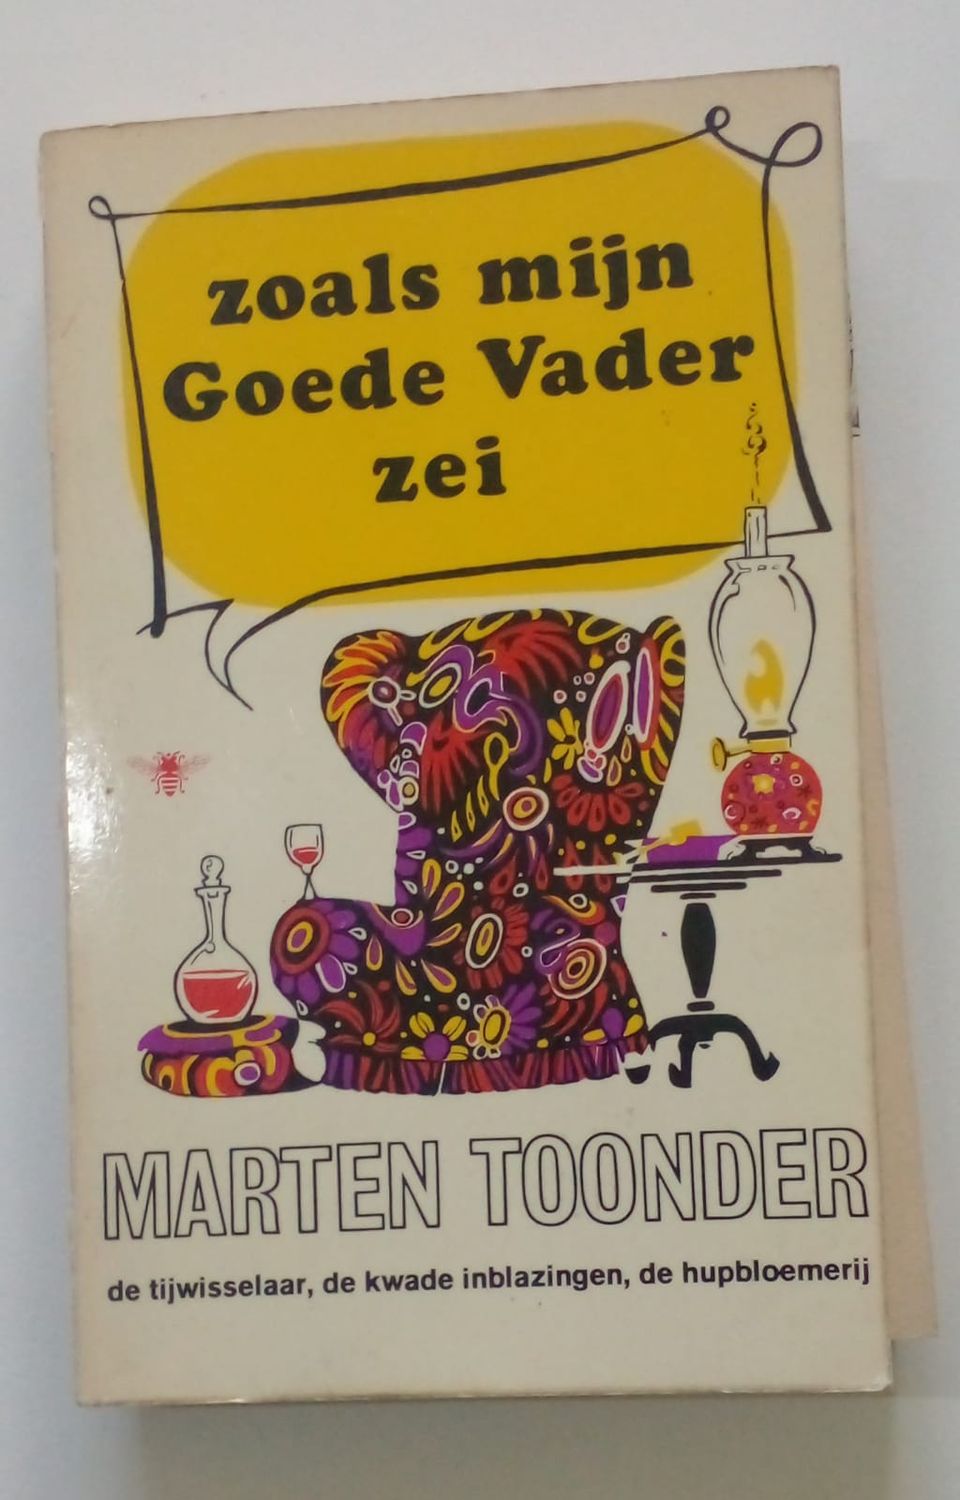 zoals mijn
Goede Vader
zei
MARTEN TOONDER
de tijwisselaar, de kwade inblazingen, de hupbloemerij